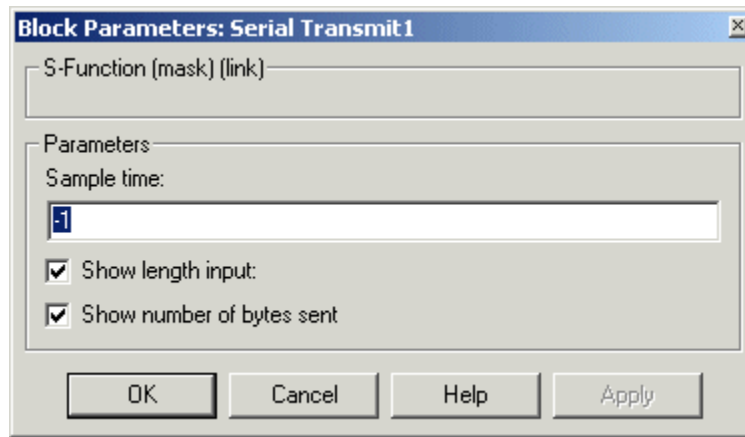 Block Parameters: Serial Transmit1
S-Function (mask) (link)
Parameters
Sample time:
-1
Show length input:
Show number of bytes sent
OK Cancel Help Apply